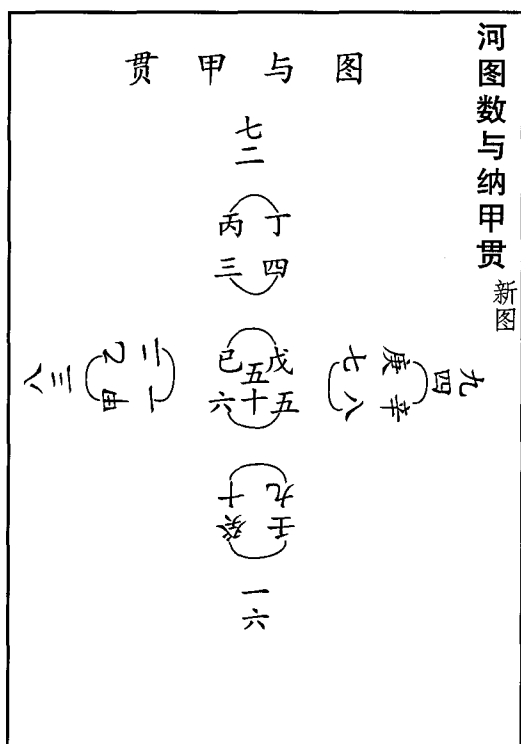 河图数与纳甲贯
新图
贯甲与图
七
二
丙丁
三四
八三
乙甲
二一
已戊
五
六十五
七八
庚辛
四九
十九
癸壬
一
六